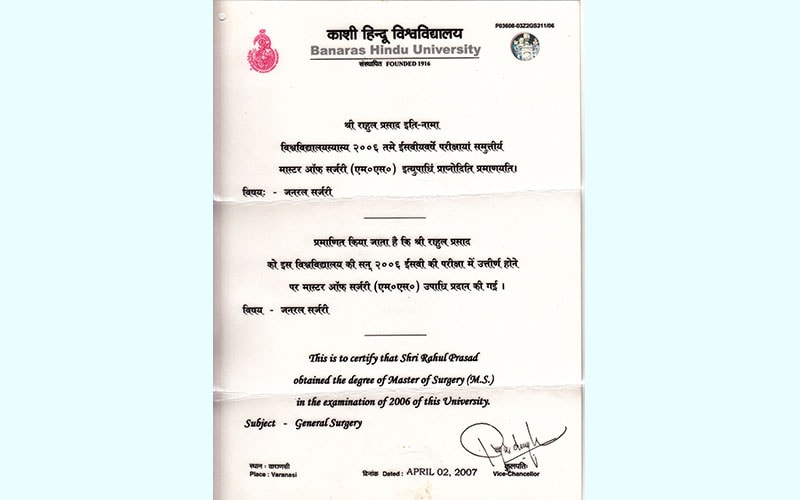 काशी हिन्दू विश्वविद्यालय
Banaras Hindu University
संस्थापित FOUNDED 1916
P03608-03Z2GS211/06
श्री राहुल प्रसाद इति-नामा
विश्वविद्यालयस्यास्य २००६ तमे ईसवीयवर्षे परीक्षायां समुत्तीर्य
मास्टर ऑफ सर्जरी (एम०एस०) इत्युपाधिं प्राप्नोदिति प्रमाणयति।
विषयः - जनरल सर्जरी
प्रमाणित किया जाता है कि श्री राहुल प्रसाद
को इस विश्वविद्यालय की सन् २००६ ईसवी की परीक्षा में उत्तीर्ण होने
पर मास्टर ऑफ सर्जरी (एम०एस०) उपाधि प्रदान की गई ।
विषय - जनरल सर्जरी
This is to certify that Shri Rahul Prasad
obtained the degree of Master of Surgery (M.S.)
in the examination of 2006 of this University.
Subject - General Surgery
स्थान : वाराणसी
Place : Varanasi
दिनांक Dated : APRIL 02, 2007
कुलपतिः
Vice-Chancellor